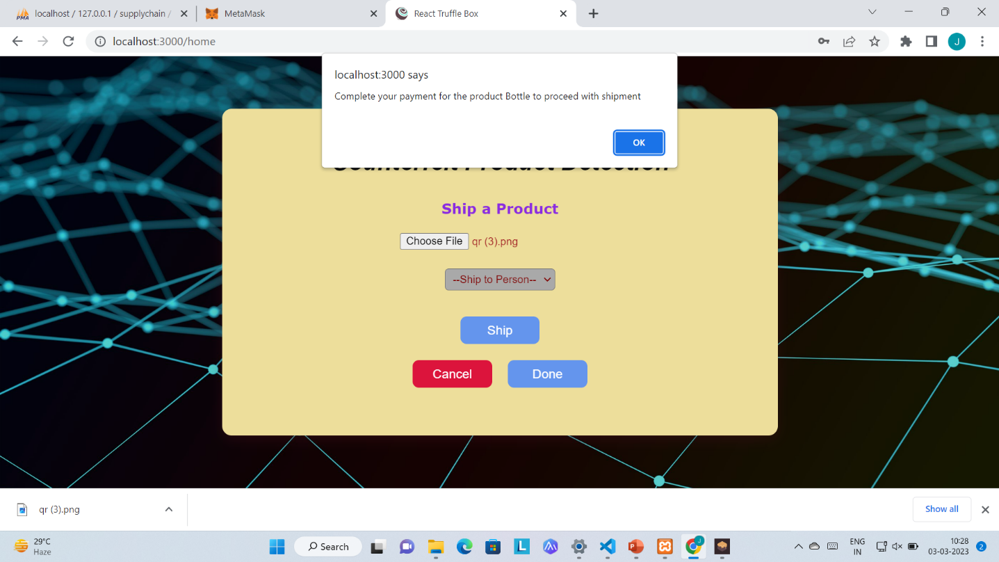 localhost / 127.0.0.1 / supplychain /
MetaMask
React Truffle Box
localhost:3000/home
J
localhost:3000 says
Complete your payment for the product Bottle to proceed with shipment
OK
Counterfeit Product Detection
Ship a Product
Choose File qr (3).png
--Ship to Person--
Ship
Cancel Done
qr (3).png
Show all
29°C
Haze
Search
ENG
IN
10:28
03-03-2023
2